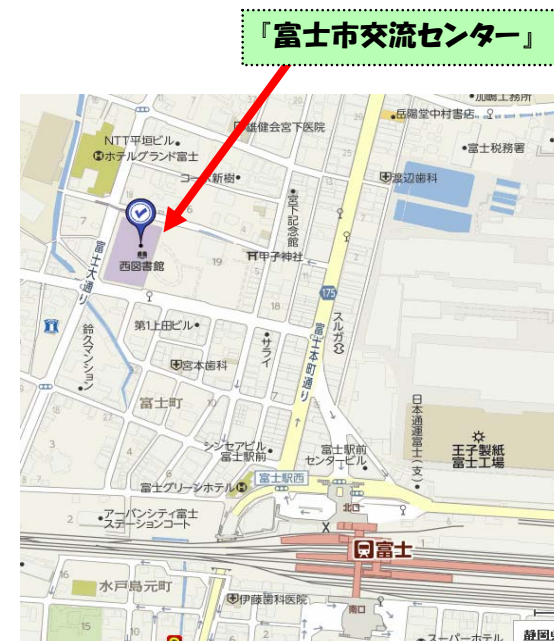 『富士市交流センター』
加嶋工務所
岳陽堂中村書店
雄健会宮下医院
NTT平垣ビル
ホテルグランド富士
富士税務署
コーポ新樹
渡辺歯科
宮下記念館
甲子神社
西図書館
富士大通り
175
富士本町通り
スルガ
第1上田ビル
鈴久マンション
サライ
宮本歯科
富士町
日本通運富士(支)
王子製紙
富士工場
シンセアビル
富士駅前
富士駅前
センタービル
富士駅西
富士グリーンホテル
北口
アーバンシティ富士
ステーションコート
富士
水戸島元町
伊藤歯科医院
南口
スーパーホテル
静岡